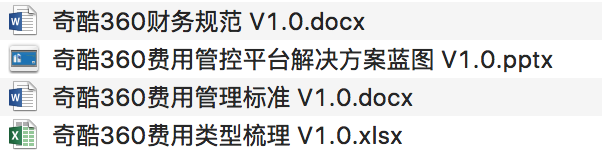 奇酷360财务规范 V1.0.docx
奇酷360费用管控平台解决方案蓝图 V1.0.pptx
奇酷360费用管理标准 V1.0.docx
奇酷360费用类型梳理 V1.0.xlsx